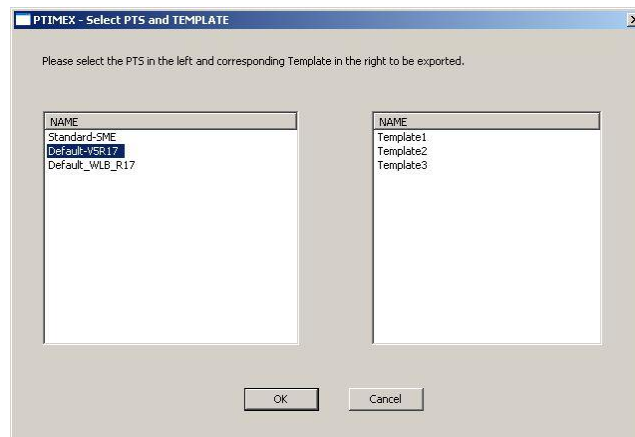 PTIMEX - Select PTS and TEMPLATE
Please select the PTS in the left and corresponding Template in the right to be exported.
NAME
Standard-SME
Default-V5R17
Default_WLB_R17
NAME
Template1
Template2
Template3
OK
Cancel